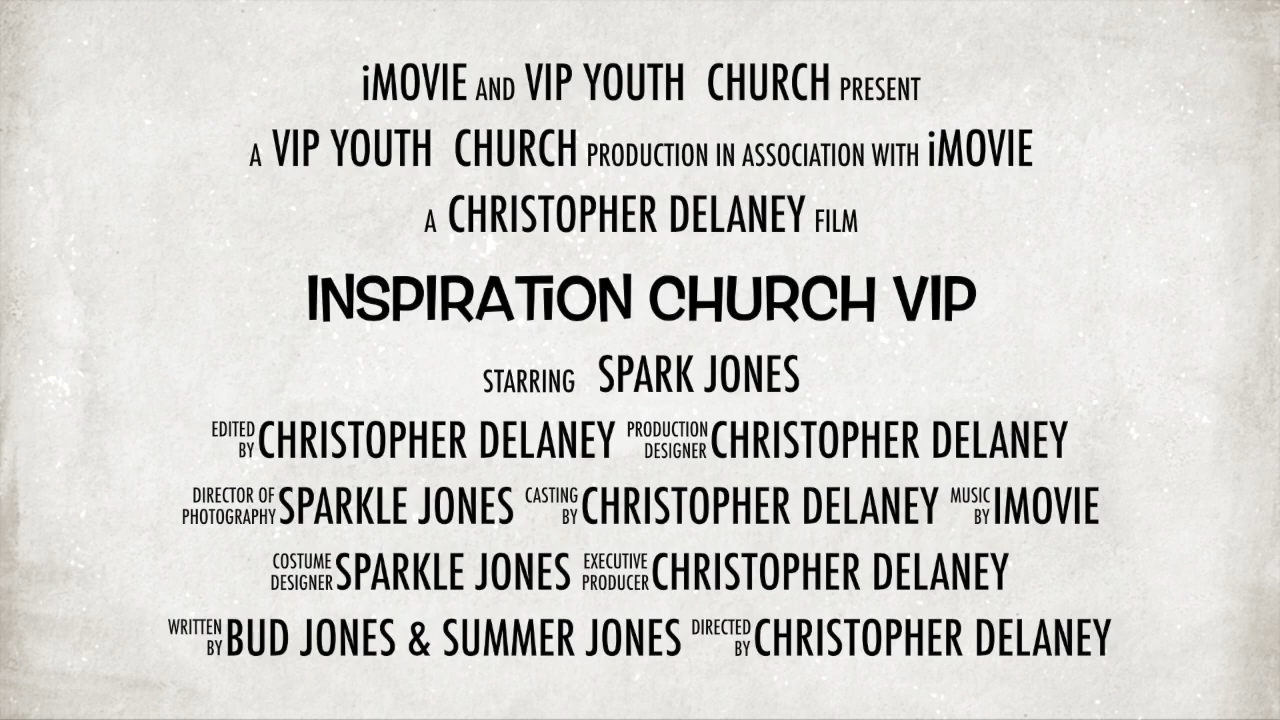 iMOVIE AND VIP YOUTH CHURCH PRESENT
A VIP YOUTH CHURCH PRODUCTION IN ASSOCIATION WITH iMOVIE
A CHRISTOPHER DELANEY FILM
INSPIRATiON CHURCH VIP
STARRING SPARK JONES
EDITED BY CHRISTOPHER DELANEY PRODUCTION DESIGNER CHRISTOPHER DELANEY
DIRECTOR OF PHOTOGRAPHY SPARKLE JONES CASTING BY CHRISTOPHER DELANEY MUSIC BY IMOVIE
COSTUME DESIGNER SPARKLE JONES EXECUTIVE PRODUCER CHRISTOPHER DELANEY
WRITTEN BY BUD JONES & SUMMER JONES DIRECTED BY CHRISTOPHER DELANEY